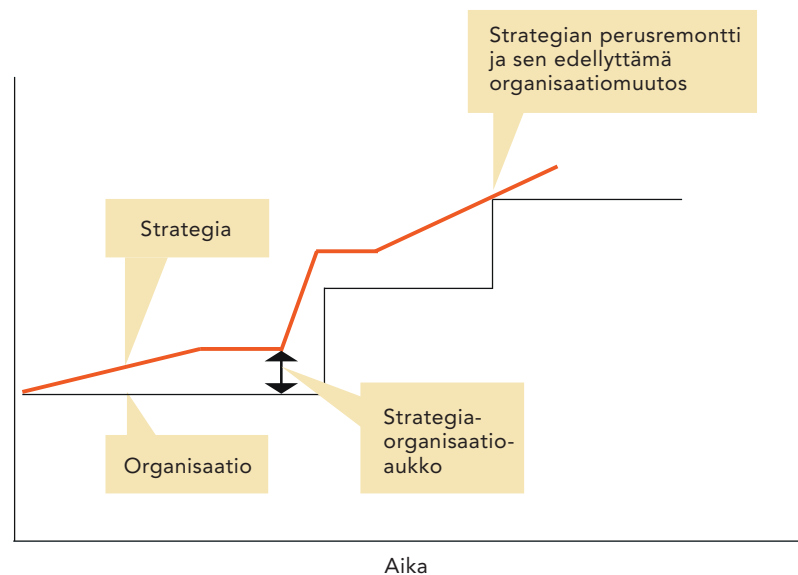 Strategian perusremontti
ja sen edellyttämä
organisaatiomuutos
Strategia
Strategia-
organisaatio-
aukko
Organisaatio
Aika